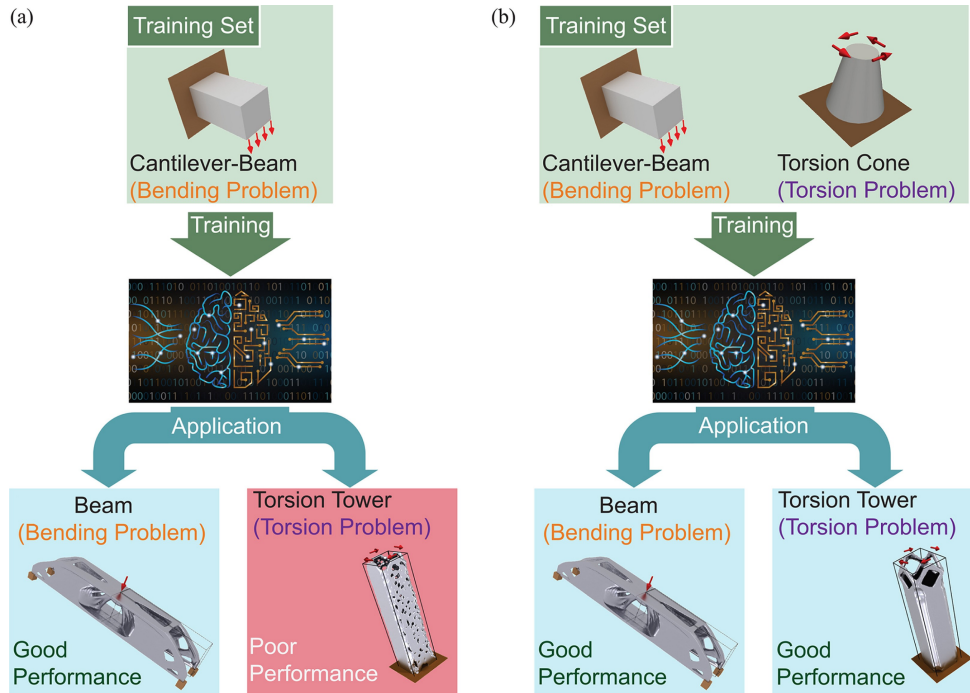 (a)
Training Set
Cantilever-Beam
(Bending Problem)
Training
Application
Beam
(Bending Problem)
Good
Performance
Torsion Tower
(Torsion Problem)
Poor
Performance
(b)
Training Set
Cantilever-Beam
(Bending Problem)
Torsion Cone
(Torsion Problem)
Training
Application
Beam
(Bending Problem)
Good
Performance
Torsion Tower
(Torsion Problem)
Good
Performance